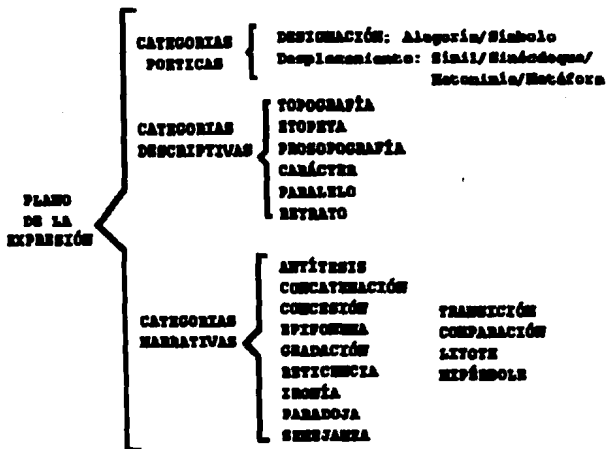 PLANO
DE LA
EXPRESIÓN
CATEGORIAS
POETICAS
DESIGNACIÓN: Alegoría/Símbolo
Desplazamiento: Símil/Sinécdoque/
Metonimia/Metáfora
CATEGORIAS
DESCRIPTIVAS
TOPOGRAFÍA
ETOPEYA
PROSOPOGRAFÍA
CARÁCTER
PARALELO
RETRATO
CATEGORIAS
NARRATIVAS
ANTÍTESIS
CONCATENACIÓN
CONCESIÓN
EPIFONEMA
GRADACIÓN
RETICENCIA
IRONÍA
PARADOJA
SEMEJANZA
TRANSICIÓN
COMPARACIÓN
LITOTE
HIPÉRBOLE